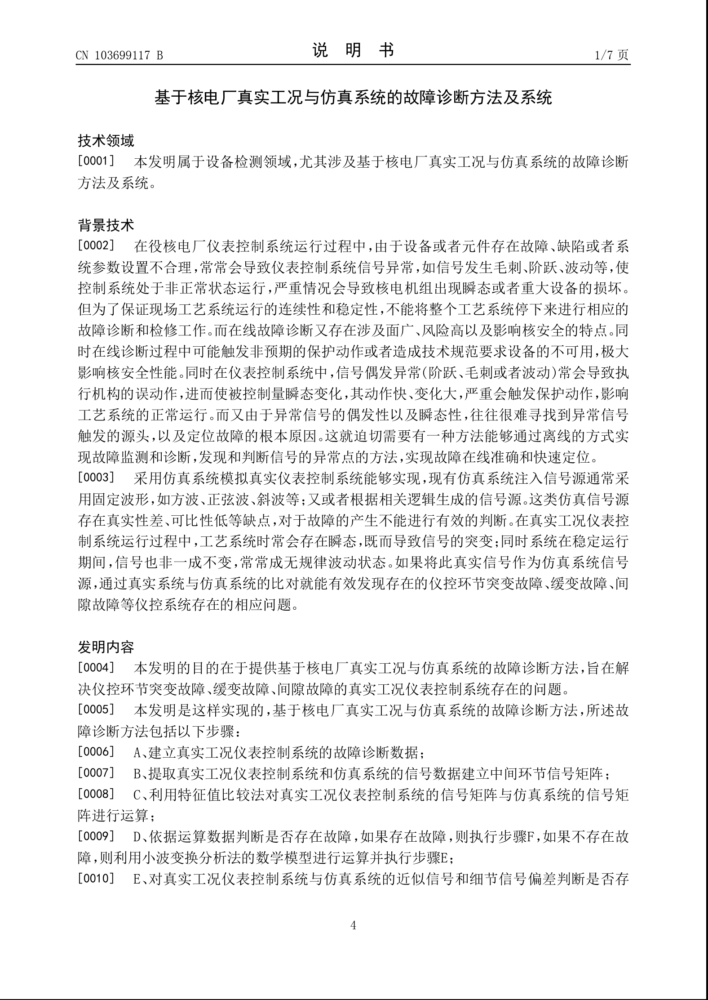 CN 103699117 B
说 明 书
1/7 页
基于核电厂真实工况与仿真系统的故障诊断方法及系统
技术领域
[0001] 本发明属于设备检测领域,尤其涉及基于核电厂真实工况与仿真系统的故障诊断
方法及系统。
背景技术
[0002] 在役核电厂仪表控制系统运行过程中,由于设备或者元件存在故障、缺陷或者系
统参数设置不合理,常常会导致仪表控制系统信号异常,如信号发生毛刺、阶跃、波动等,使
控制系统处于非正常状态运行,严重情况会导致核电机组出现瞬态或者重大设备的损坏。
但为了保证现场工艺系统运行的连续性和稳定性,不能将整个工艺系统停下来进行相应的
故障诊断和检修工作。而在线故障诊断又存在涉及面广、风险高以及影响核安全的特点。同
时在线诊断过程中可能触发非预期的保护动作或者造成技术规范要求设备的不可用,极大
影响核安全性能。同时在仪表控制系统中,信号偶发异常(阶跃、毛刺或者波动)常会导致执
行机构的误动作,进而使被控制量瞬态变化,其动作快、变化大,严重会触发保护动作,影响
工艺系统的正常运行。而又由于异常信号的偶发性以及瞬态性,往往很难寻找到异常信号
触发的源头,以及定位故障的根本原因。这就迫切需要有一种方法能够通过离线的方式实
现故障监测和诊断,发现和判断信号的异常点的方法,实现故障在线准确和快速定位。
[0003] 采用仿真系统模拟真实仪表控制系统能够实现,现有仿真系统注入信号源通常采
用固定波形,如方波、正弦波、斜波等;又或者根据相关逻辑生成的信号源。这类仿真信号源
存在真实性差、可比性低等缺点,对于故障的产生不能进行有效的判断。在真实工况仪表控
制系统运行过程中,工艺系统时常会存在瞬态,既而导致信号的突变;同时系统在稳定运行
期间,信号也非一成不变,常常成无规律波动状态。如果将此真实信号作为仿真系统信号
源,通过真实系统与仿真系统的比对就能有效发现存在的仪控环节突变故障、缓变故障、间
隙故障等仪控系统存在的相应问题。
发明内容
[0004] 本发明的目的在于提供基于核电厂真实工况与仿真系统的故障诊断方法,旨在解
决仪控环节突变故障、缓变故障、间隙故障的真实工况仪表控制系统存在的问题。
[0005] 本发明是这样实现的,基于核电厂真实工况与仿真系统的故障诊断方法,所述故
障诊断方法包括以下步骤:
[0006] A、建立真实工况仪表控制系统的故障诊断数据;
[0007] B、提取真实工况仪表控制系统和仿真系统的信号数据建立中间环节信号矩阵;
[0008] C、利用特征值比较法对真实工况仪表控制系统的信号矩阵与仿真系统的信号矩
阵进行运算;
[0009] D、依据运算数据判断是否存在故障,如果存在故障,则执行步骤F,如果不存在故
障,则利用小波变换分析法的数学模型进行运算并执行步骤E;
[0010] E、对真实工况仪表控制系统与仿真系统的近似信号和细节信号偏差判断是否存
4